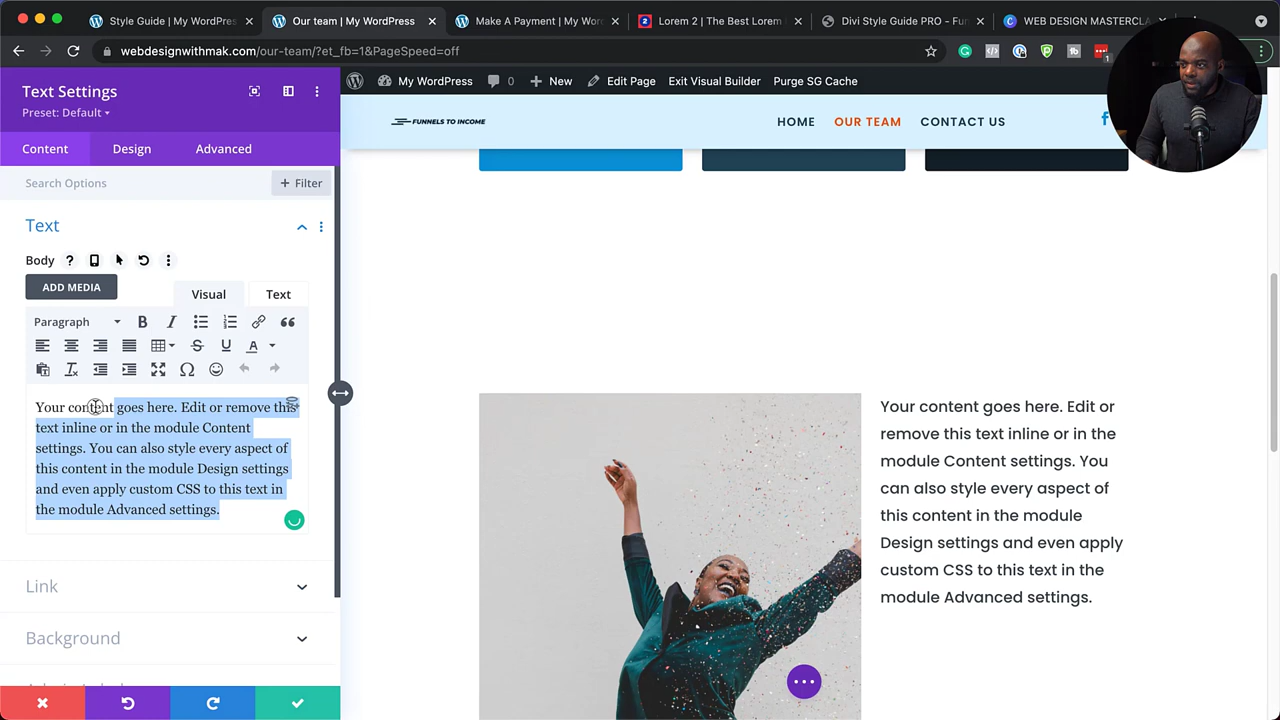 Style Guide | My WordPress
Our team | My WordPress
Make A Payment | My Wor
Lorem 2 | The Best Lorem
Divi Style Guide PRO - Fun
WEB DESIGN MASTERCLA
webdesignwithmak.com/our-team/?et_fb=1&PageSpeed=off
1
Text Settings
Preset: Default
Content
Design
Advanced
Search Options
+ Filter
Text
Body
ADD MEDIA
Visual
Text
Paragraph
Your content goes here. Edit or remove this
text inline or in the module Content
settings. You can also style every aspect of
this content in the module Design settings
and even apply custom CSS to this text in
the module Advanced settings.
Link
Background
My WordPress
0
+ New
Edit Page
Exit Visual Builder
Purge SG Cache
FUNNELS TO INCOME
HOME
OUR TEAM
CONTACT US
Your content goes here. Edit or
remove this text inline or in the
module Content settings. You
can also style every aspect of
this content in the module
Design settings and even apply
custom CSS to this text in the
module Advanced settings.